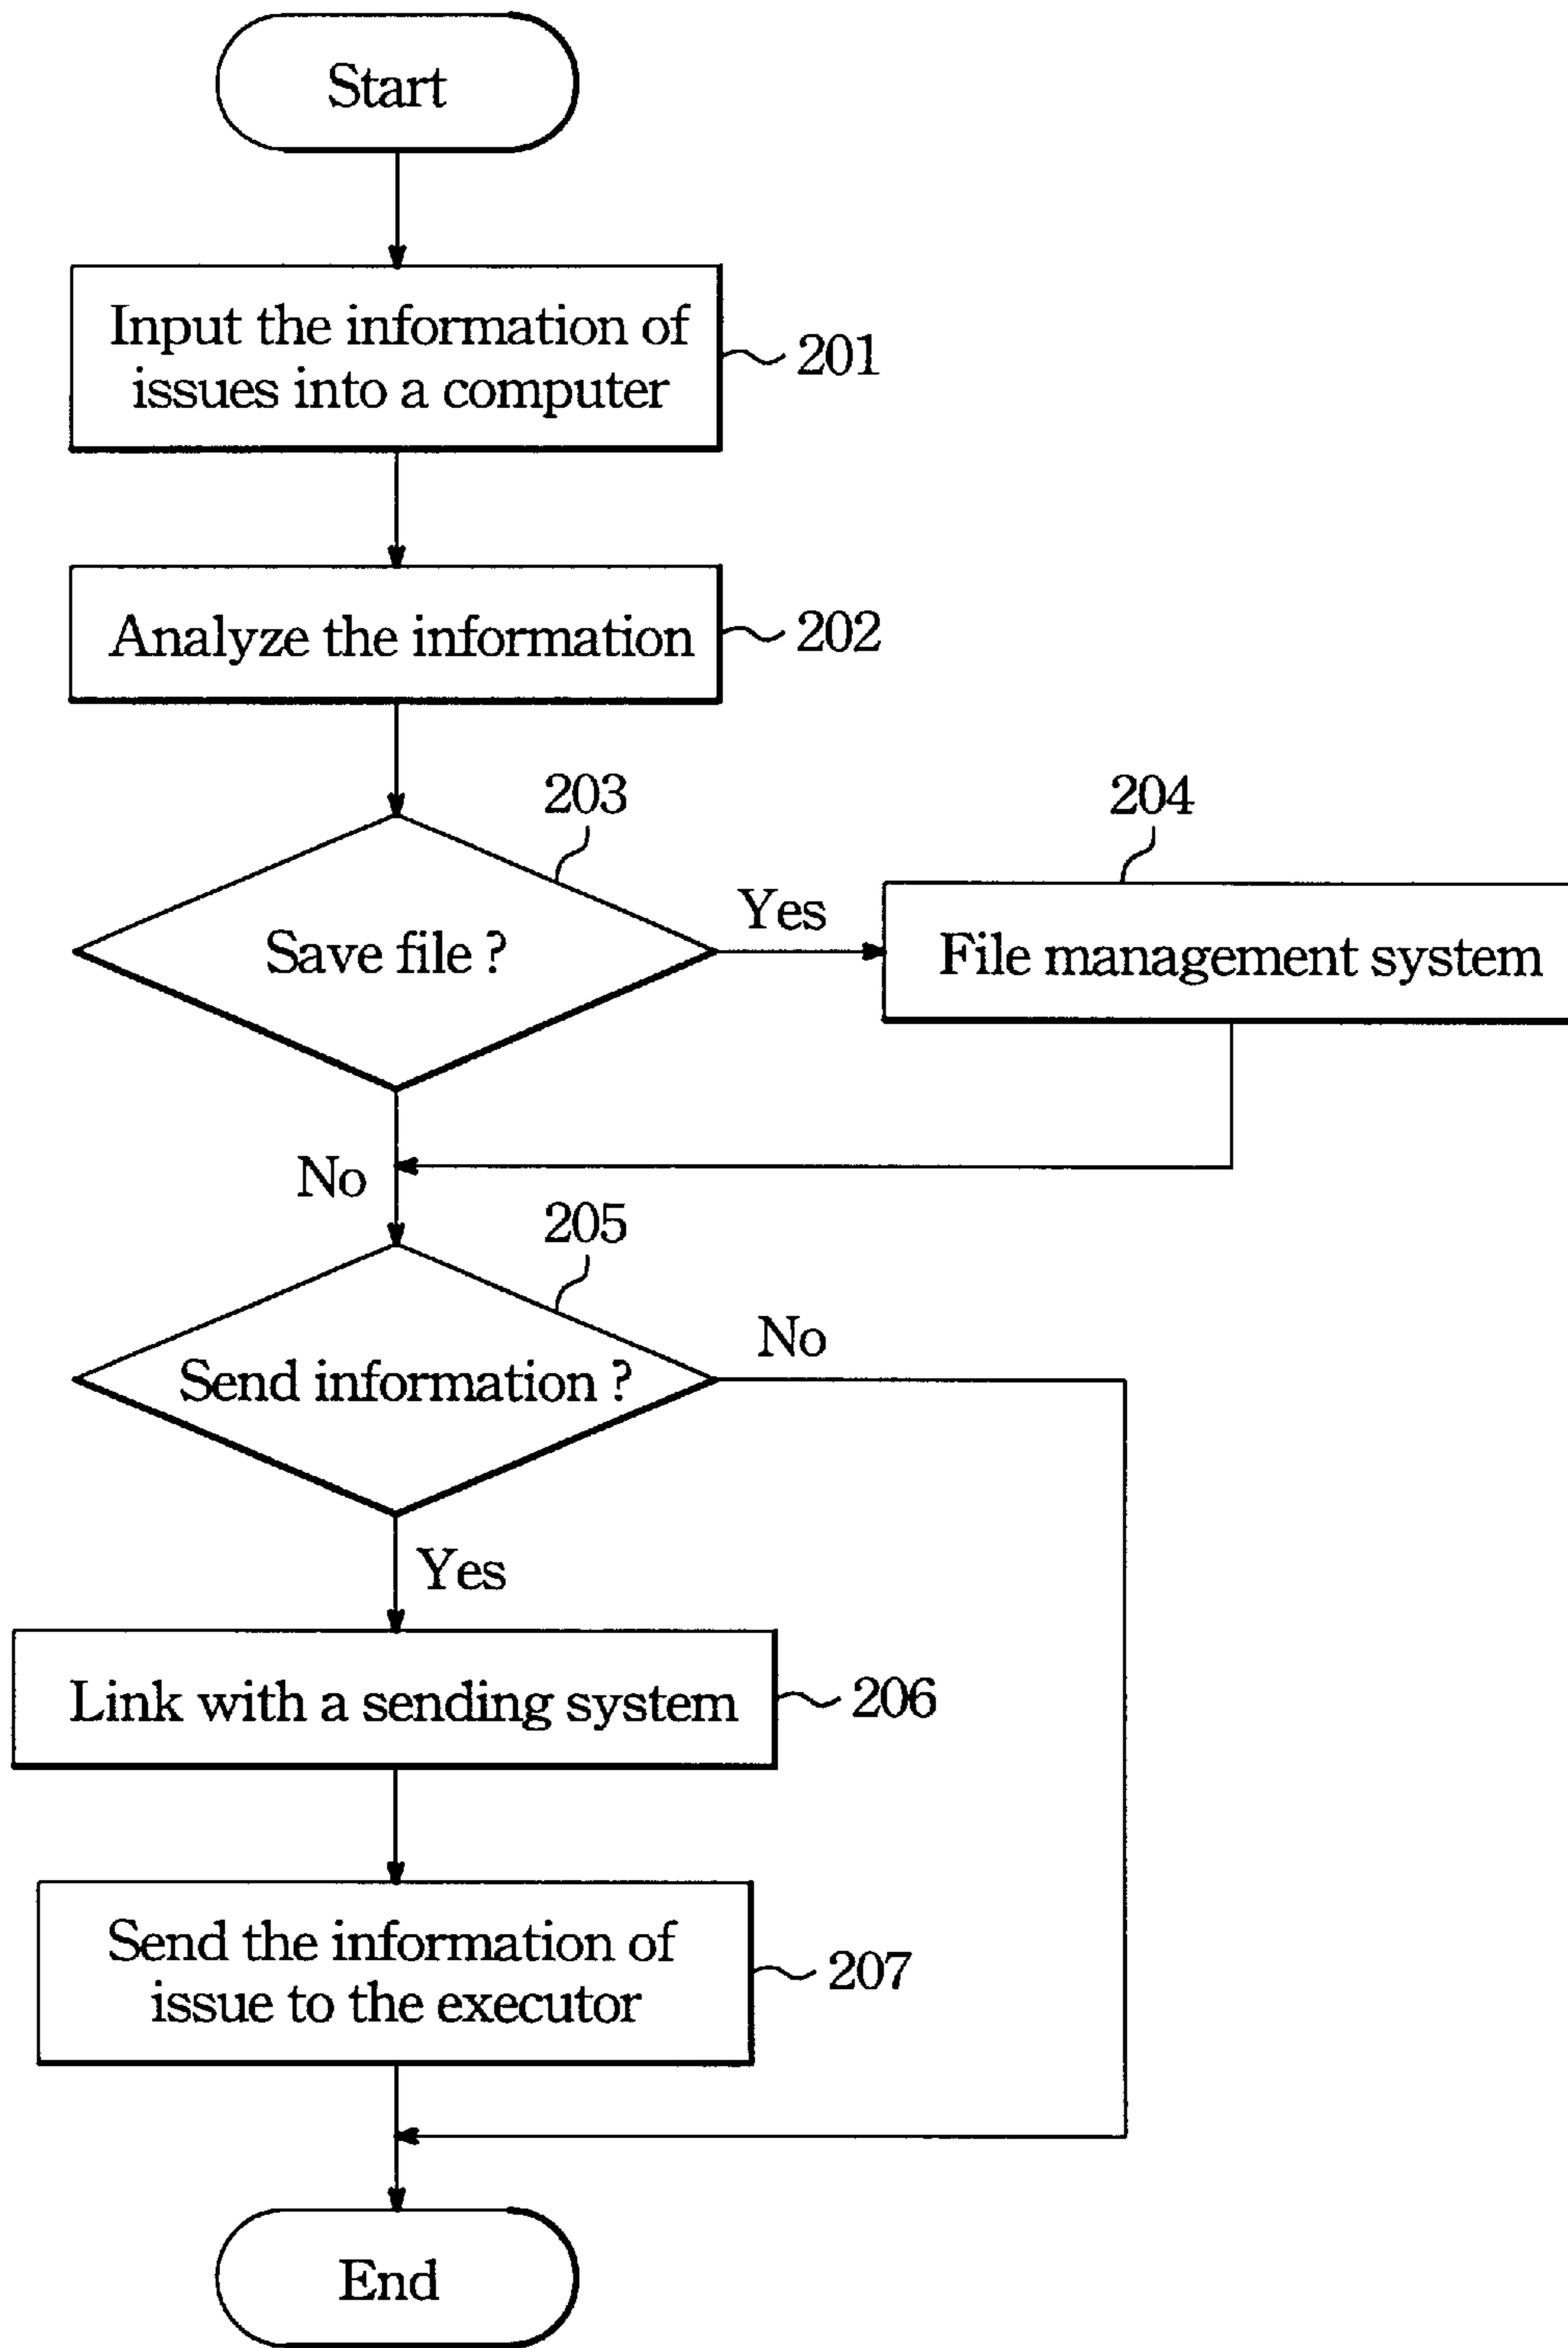 Start
Input the information of
issues into a computer
201
Analyze the information
202
203
204
Save file ?
Yes
File management system
No
205
Send information ?
No
Yes
Link with a sending system
206
Send the information of
issue to the executor
207
End